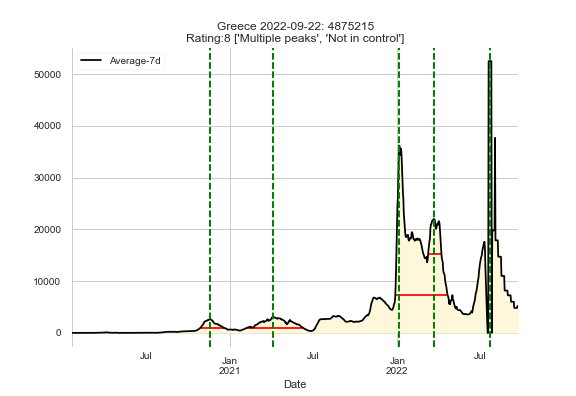 Greece 2022-09-22: 4875215
Rating:8 ['Multiple peaks', 'Not in control']
Average-7d
50000
40000
30000
20000
10000
0
Jul
Jan
2021
Jul
Jan
2022
Jul
Date